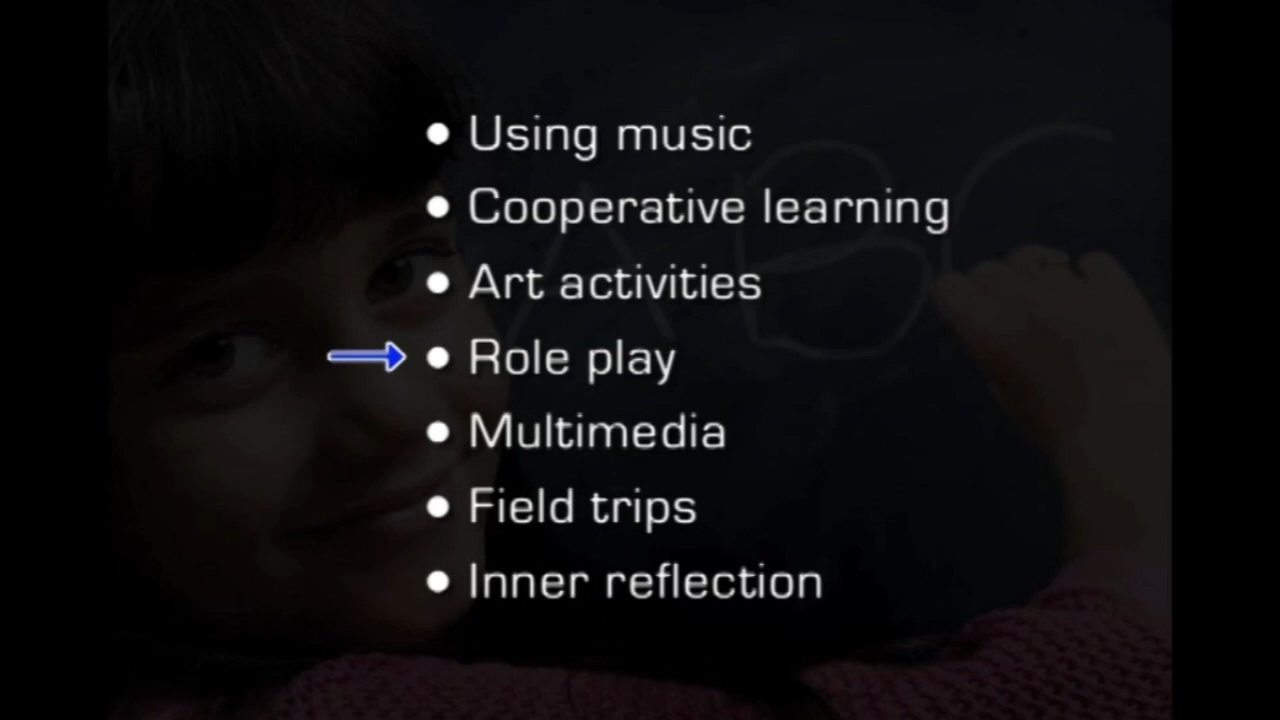 • Using music
• Cooperative learning
• Art activities
• Role play
• Multimedia
• Field trips
• Inner reflection
A B C